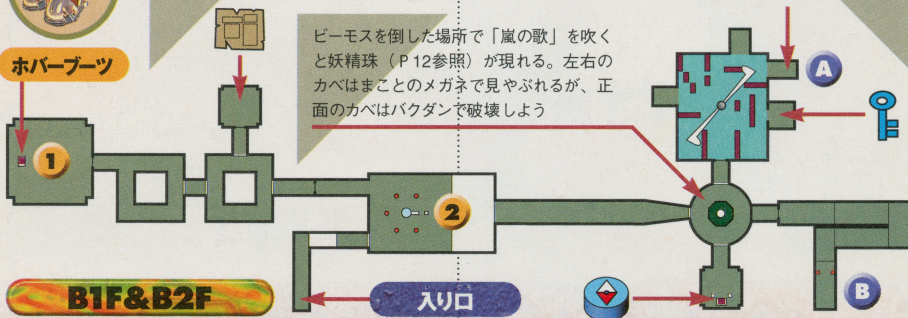 ビーモスを倒した場所で「嵐の歌」を吹く
と妖精珠（P12参照）が現れる。左右の
カベはまことのメガネで見やぶれるが、正
面のカベはバクダンで破壊しよう
ホバーブーツ
A
1
2
B1F&B2F
いりぐち
入り口
B